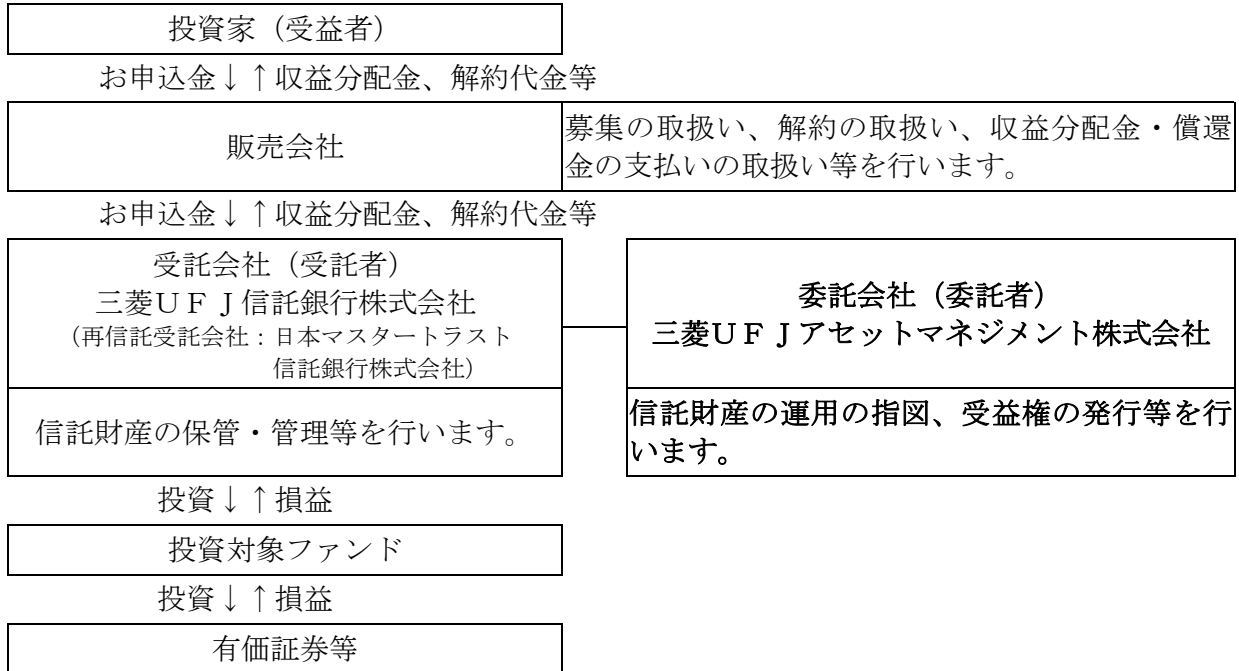 投資家（受益者）
お申込金↓↑収益分配金、解約代金等
販売会社
募集の取扱い、解約の取扱い、収益分配金・償還
金の支払いの取扱い等を行います。
お申込金↓↑収益分配金、解約代金等
受託会社（受託者）
三菱ＵＦＪ信託銀行株式会社
（再信託受託会社：日本マスタートラスト
信託銀行株式会社）
信託財産の保管・管理等を行います。
委託会社（委託者）
三菱ＵＦＪアセットマネジメント株式会社
信託財産の運用の指図、受益権の発行等を行
います。
投資↓↑損益
投資対象ファンド
投資↓↑損益
有価証券等